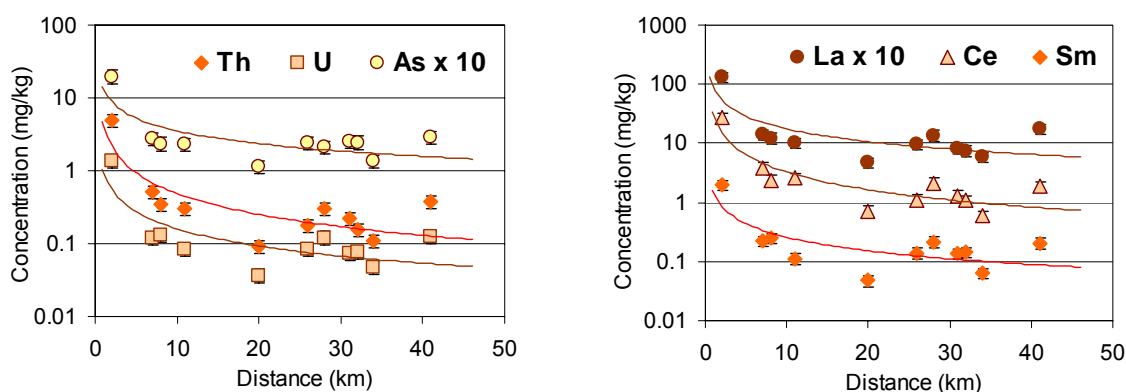 100
10
1
0.1
0.01
Concentration (mg/kg)
Th U As x 10
0 10 20 30 40 50
Distance (km)
1000
100
10
1
0.1
0.01
Concentration (mg/kg)
La x 10 Ce Sm
0 10 20 30 40 50
Distance (km)